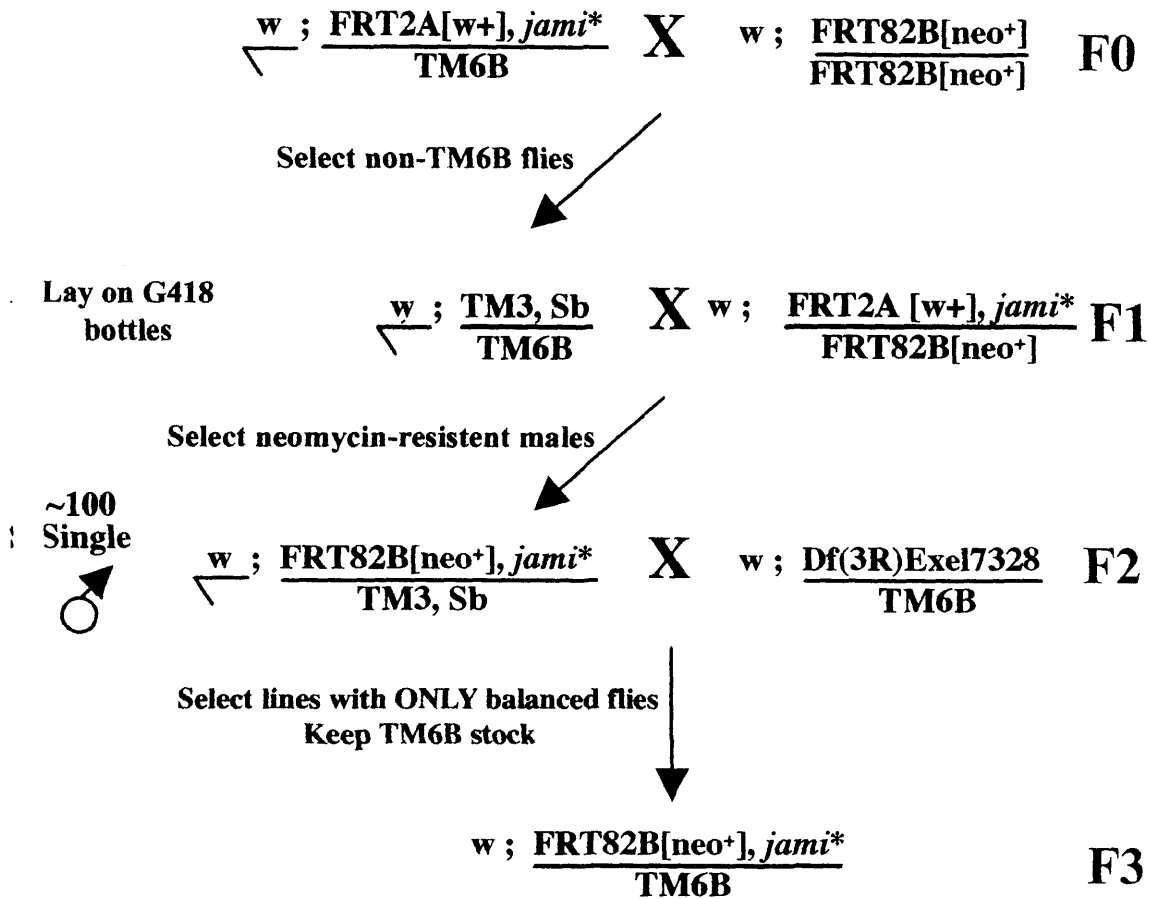 w ; FRT2A[w+], jami* X w ; FRT82B[neo+] F0
TM6B FRT82B[neo+]
Select non-TM6B flies
Lay on G418
bottles
w ; TM3, Sb X w ; FRT2A [w+], jami* F1
TM6B FRT82B[neo+]
Select neomycin-resistent males
~100
Single
w ; FRT82B[neo+], jami* X w ; Df(3R)Exel7328 F2
TM3, Sb TM6B
Select lines with ONLY balanced flies
Keep TM6B stock
w ; FRT82B[neo+], jami* F3
TM6B